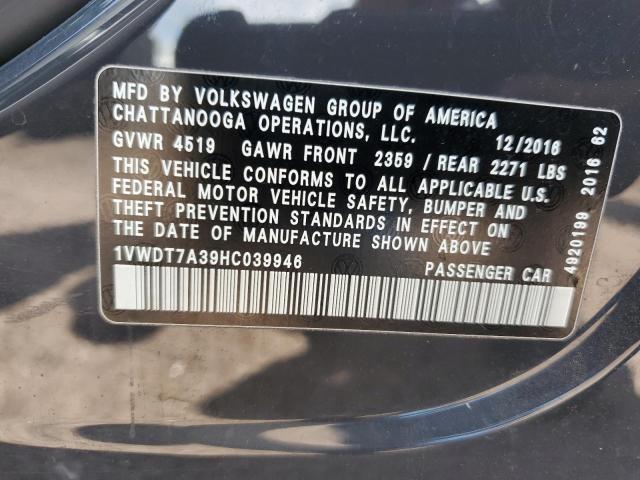 MFD BY VOLKSWAGEN GROUP OF AMERICA
CHATTANOOGA OPERATIONS, LLC. 12/2016
GVWR 4519 GAWR FRONT 2359 / REAR 2271 LBS
THIS VEHICLE CONFORMS TO ALL APPLICABLE U.S.
FEDERAL MOTOR VEHICLE SAFETY, BUMPER AND
THEFT PREVENTION STANDARDS IN EFFECT ON
THE DATE OF MANUFACTURE SHOWN ABOVE
1VWDT7A39HC039946 PASSENGER CAR
4920199 2016 62